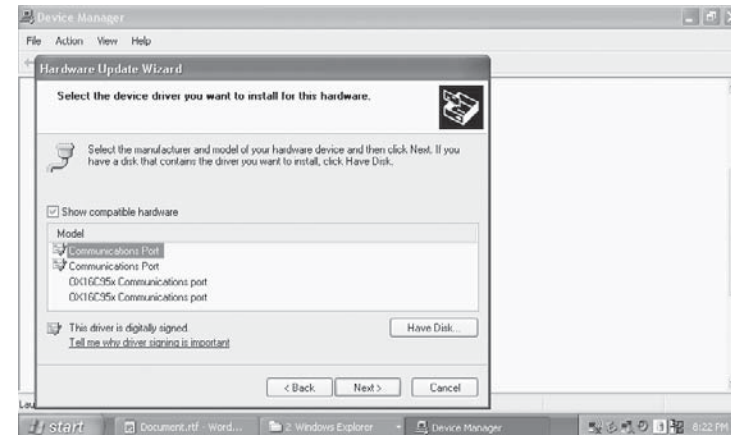 Device Manager
File Action View Help
Hardware Update Wizard
Select the device driver you want to install for this hardware.
Select the manufacturer and model of your hardware device and then click Next. If you
have a disk that contains the driver you want to install, click Have Disk.
Show compatible hardware
Model
Communications Port
Communications Port
OX16C95x Communications port
OX16C95x Communications port
This driver is digitally signed.
Tell me why driver signing is important
Have Disk...
< Back Next > Cancel
start Document.rtf - Word... 2 Windows Explorer Device Manager 8:22 PM